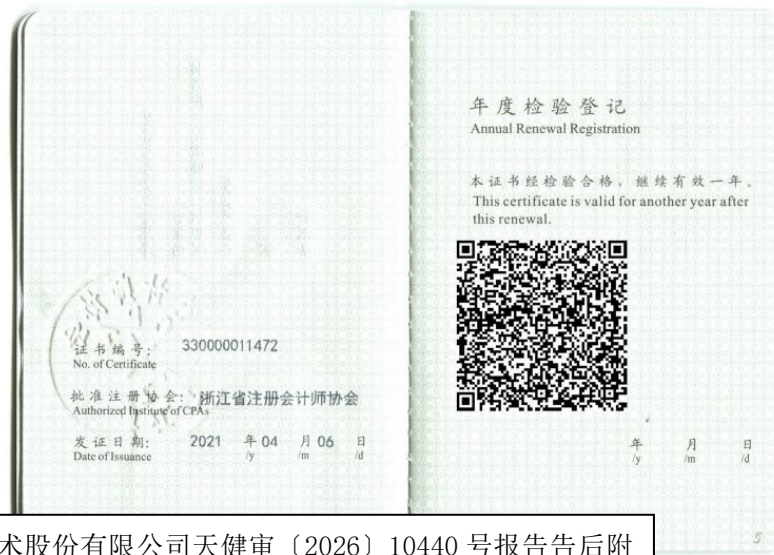 证书编号: 330000011472
No. of Certificate
批准注册协会: 浙江省注册会计师协会
Authorized Institute of CPAs
发证日期: 2021 年 04 月 06 日
Date of Issuance /y /m /d
年度检验登记
Annual Renewal Registration
本证书经检验合格，继续有效一年。
This certificate is valid for another year after
this renewal.
年 月 日
/y /m /d
5
术股份有限公司天健审〔2026〕10440 号报告告后附